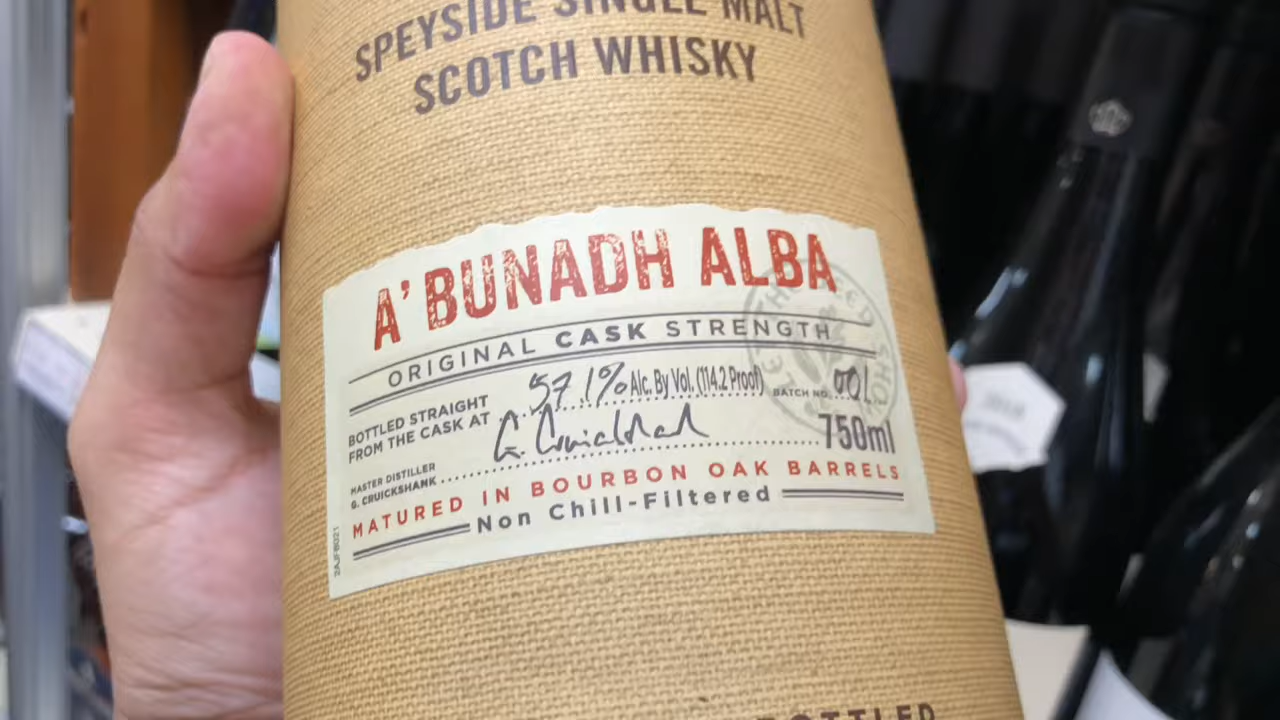 SPEYSIDE SINGLE MALT
SCOTCH WHISKY
A'BUNADH ALBA
ORIGINAL CASK STRENGTH
BOTTLED STRAIGHT
FROM THE CASK AT 57.1% Alc. By Vol. (114.2 Proof) BATCH NO. 001
MASTER DISTILLER
G. CRUICKSHANK G. Cruickshank 750ml
MATURED IN BOURBON OAK BARRELS
Non Chill-Filtered
BOTTLED